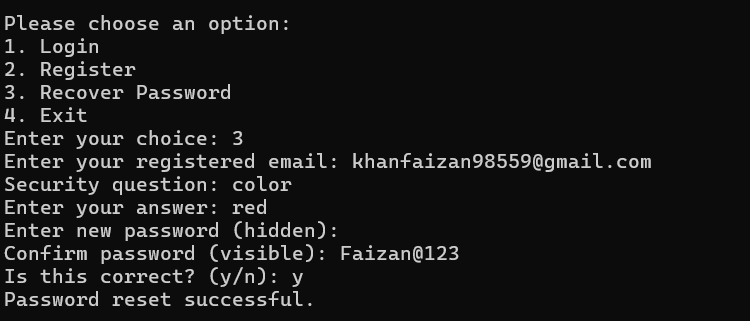 Please choose an option:
1. Login
2. Register
3. Recover Password
4. Exit
Enter your choice: 3
Enter your registered email: khanfaizan98559@gmail.com
Security question: color
Enter your answer: red
Enter new password (hidden):
Confirm password (visible): Faizan@123
Is this correct? (y/n): y
Password reset successful.